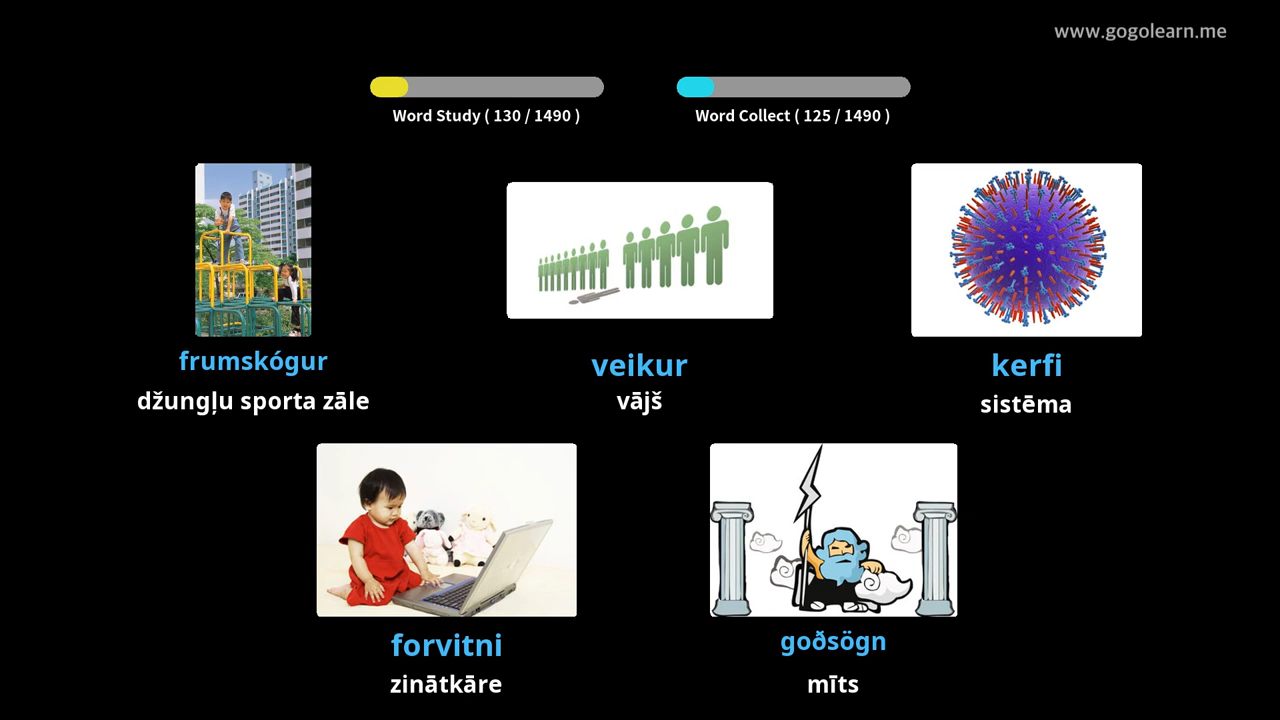 www.gogolearn.me
Word Study ( 130 / 1490 )
Word Collect ( 125 / 1490 )
frumskógur
džungļu sporta zāle
veikur
vājš
kerfi
sistēma
forvitni
zinātkāre
goðsögn
mīts